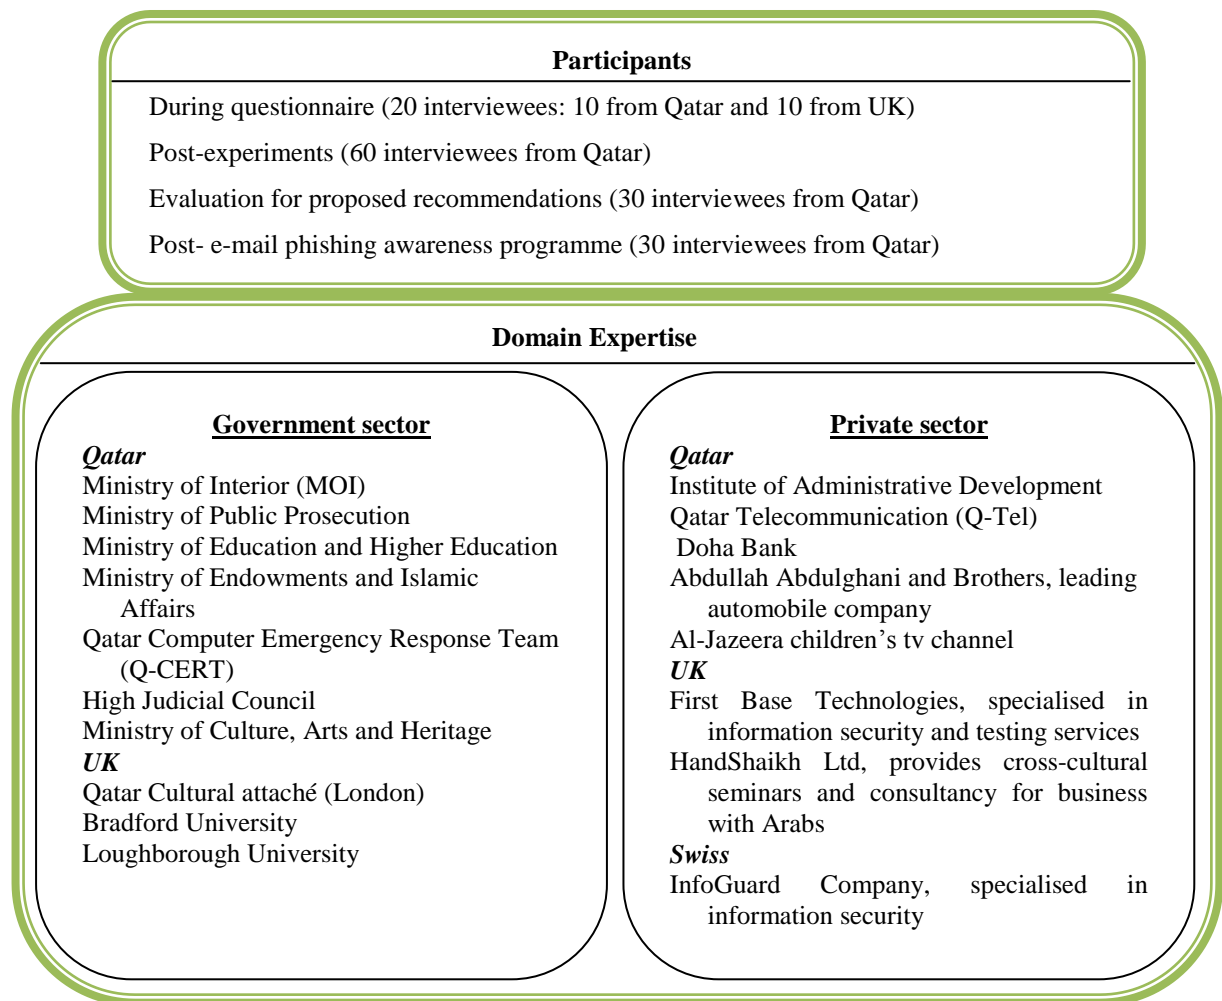 Participants
During questionnaire (20 interviewees: 10 from Qatar and 10 from UK)
Post-experiments (60 interviewees from Qatar)
Evaluation for proposed recommendations (30 interviewees from Qatar)
Post- e-mail phishing awareness programme (30 interviewees from Qatar)
Domain Expertise
Government sector
Qatar
Ministry of Interior (MOI)
Ministry of Public Prosecution
Ministry of Education and Higher Education
Ministry of Endowments and Islamic
Affairs
Qatar Computer Emergency Response Team
(Q-CERT)
High Judicial Council
Ministry of Culture, Arts and Heritage
UK
Qatar Cultural attaché (London)
Bradford University
Loughborough University
Private sector
Qatar
Institute of Administrative Development
Qatar Telecommunication (Q-Tel)
Doha Bank
Abdullah Abdulghani and Brothers, leading
automobile company
Al-Jazeera children’s tv channel
UK
First Base Technologies, specialised in
information security and testing services
HandShaikh Ltd, provides cross-cultural
seminars and consultancy for business
with Arabs
Swiss
InfoGuard Company, specialised in
information security